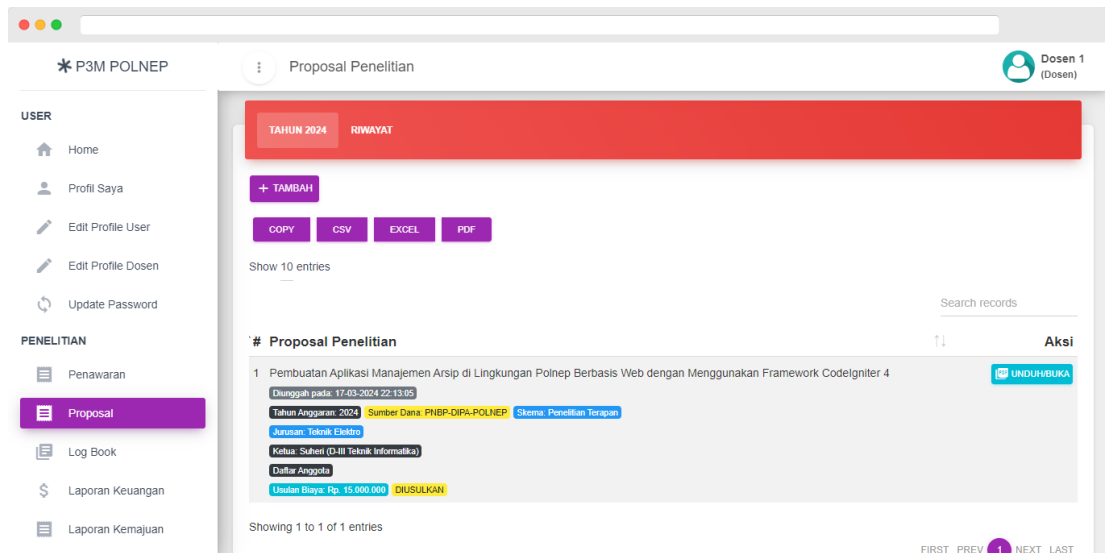 P3M POLNEP
Proposal Penelitian
Dosen 1
(Dosen)
USER
Home
Profil Saya
Edit Profile User
Edit Profile Dosen
Update Password
PENELITIAN
Penawaran
Proposal
Log Book
Laporan Keuangan
Laporan Kemajuan
TAHUN 2024 RIWAYAT
+ TAMBAH
COPY CSV EXCEL PDF
Show 10 entries
Search records
# Proposal Penelitian Aksi
1 Pembuatan Aplikasi Manajemen Arsip di Lingkungan Polnep Berbasis Web dengan Menggunakan Framework CodeIgniter 4 UNDUH/BUKA
Diunggah pada: 17-03-2024 22:13:05
Tahun Anggaran: 2024 Sumber Dana: PNBP-DIPA-POLNEP Skema: Penelitian Terapan
Jurusan: Teknik Elektro
Ketua: Suheri (D-III Teknik Informatika)
Daftar Anggota
Usulan Biaya: Rp. 15.000.000 DIUSULKAN
Showing 1 to 1 of 1 entries
FIRST PREV 1 NEXT LAST